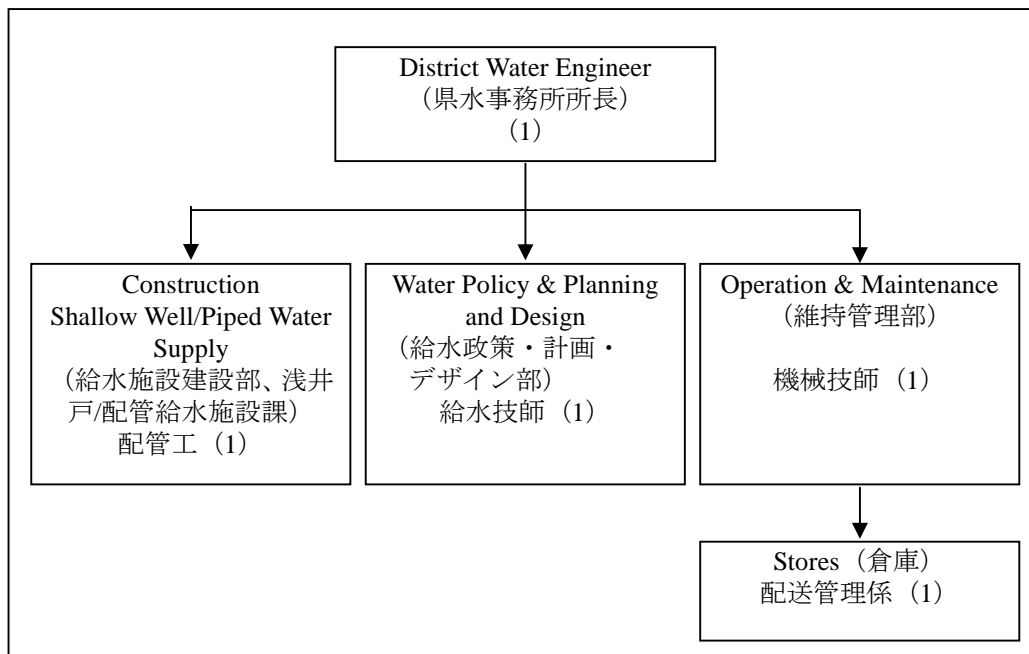 District Water Engineer
（県水事務所所長）
（1）
Construction
Shallow Well/Piped Water
Supply
（給水施設建設部、浅井
戸/配管給水施設課）
配管工（1）
Water Policy & Planning
and Design
（給水政策・計画・
デザイン部）
給水技師（1）
Operation & Maintenance
（維持管理部）
機械技師（1）
Stores（倉庫）
配送管理係（1）